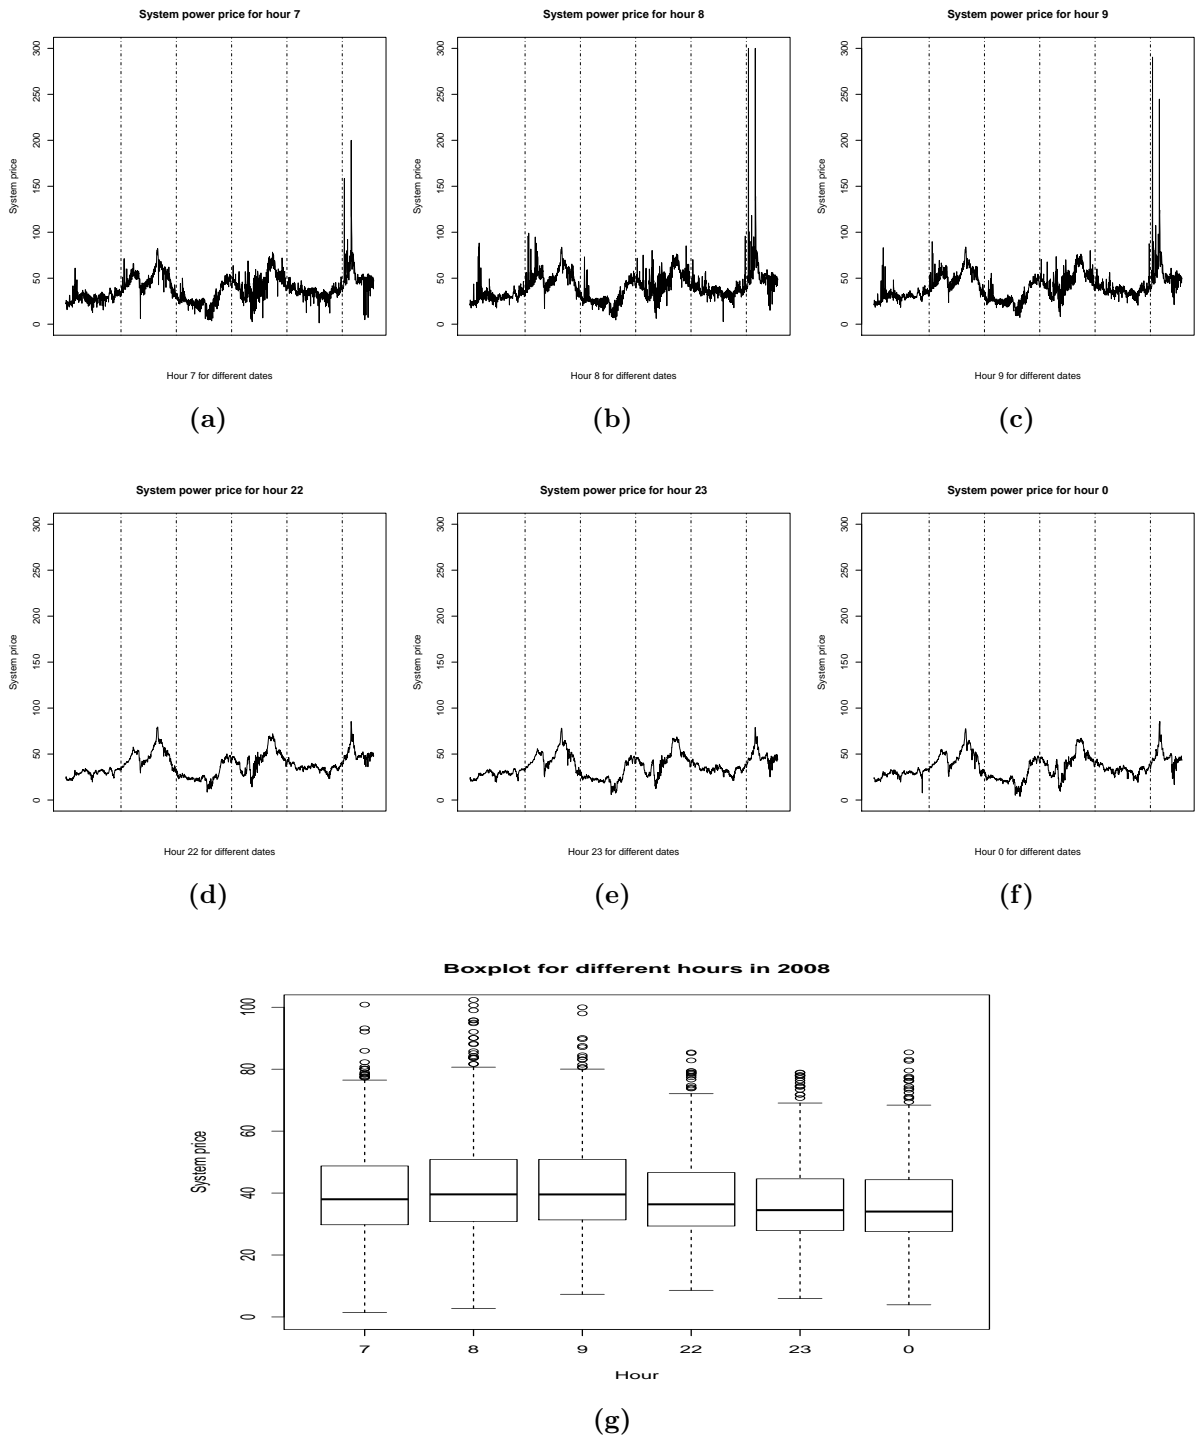 System power price for hour 7
System power price for hour 8
System power price for hour 9
300
250
200
150
100
50
0
System price
300
250
200
150
100
50
0
System price
300
250
200
150
100
50
0
System price
Hour 7 for different dates
Hour 8 for different dates
Hour 9 for different dates
(a)
(b)
(c)
System power price for hour 22
System power price for hour 23
System power price for hour 0
300
250
200
150
100
50
0
System price
300
250
200
150
100
50
0
System price
300
250
200
150
100
50
0
System price
Hour 22 for different dates
Hour 23 for different dates
Hour 0 for different dates
(d)
(e)
(f)
Boxplot for different hours in 2008
100
80
60
40
20
0
System price
7 8 9 22 23 0
Hour
(g)